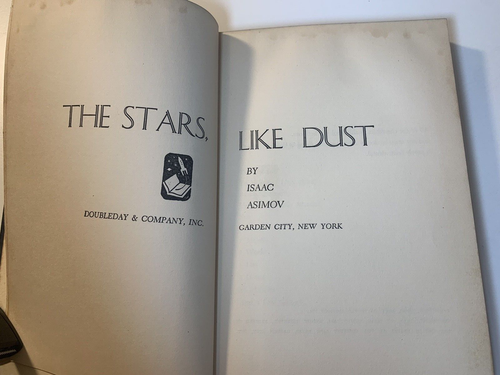 THE STARS, LIKE DUST
BY
ISAAC
ASIMOV
DOUBLEDAY & COMPANY, INC.
GARDEN CITY, NEW YORK